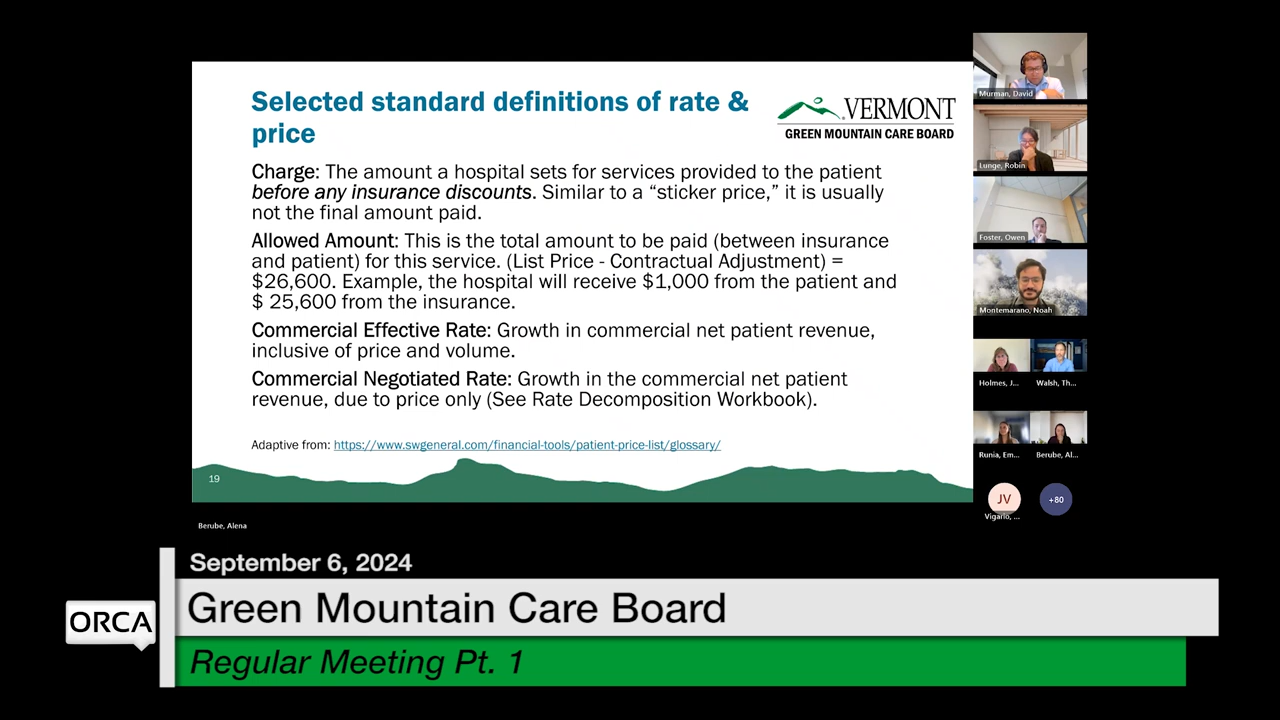 Selected standard definitions of rate &
price
VERMONT
GREEN MOUNTAIN CARE BOARD
Charge: The amount a hospital sets for services provided to the patient
before any insurance discounts. Similar to a “sticker price,” it is usually
not the final amount paid.
Allowed Amount: This is the total amount to be paid (between insurance
and patient) for this service. (List Price - Contractual Adjustment) =
$26,600. Example, the hospital will receive $1,000 from the patient and
$ 25,600 from the insurance.
Commercial Effective Rate: Growth in commercial net patient revenue,
inclusive of price and volume.
Commercial Negotiated Rate: Growth in the commercial net patient
revenue, due to price only (See Rate Decomposition Workbook).
Adaptive from: https://www.swgeneral.com/financial-tools/patient-price-list/glossary/
19
Murman, David
Lunge, Robin
Foster, Owen
Montemarano, Noah
Holmes, J...
Walsh, Th...
Runia, Em...
Berube, Al...
JV
+80
Vigario, ...
Berube, Alena
September 6, 2024
ORCA
Green Mountain Care Board
Regular Meeting Pt. 1